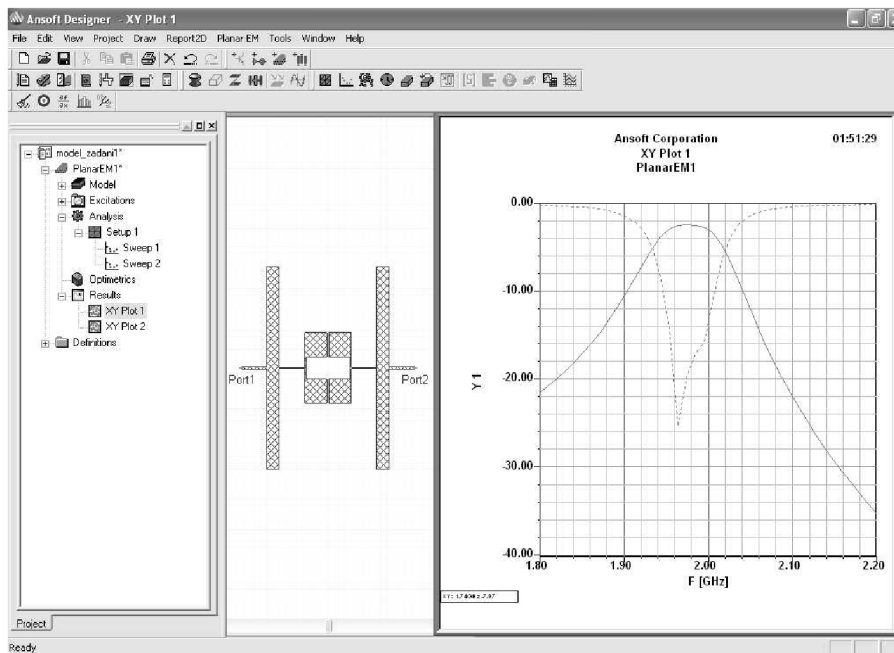 Ansoft Designer - XY Plot 1
File Edit View Project Draw Report2D Planar EM Tools Window Help
model_zadani1*
PlanarEM1*
Model
Excitations
Analysis
Setup 1
Sweep 1
Sweep 2
Optimetrics
Results
XY Plot 1
XY Plot 2
Definitions
Project
Port1
Port2
Ansoft Corporation 01:51:29
XY Plot 1
PlanarEM1
0.00
-10.00
-20.00
-30.00
-40.00
Y 1
1.80 1.90 2.00 2.10 2.20
F [GHz]
Ready